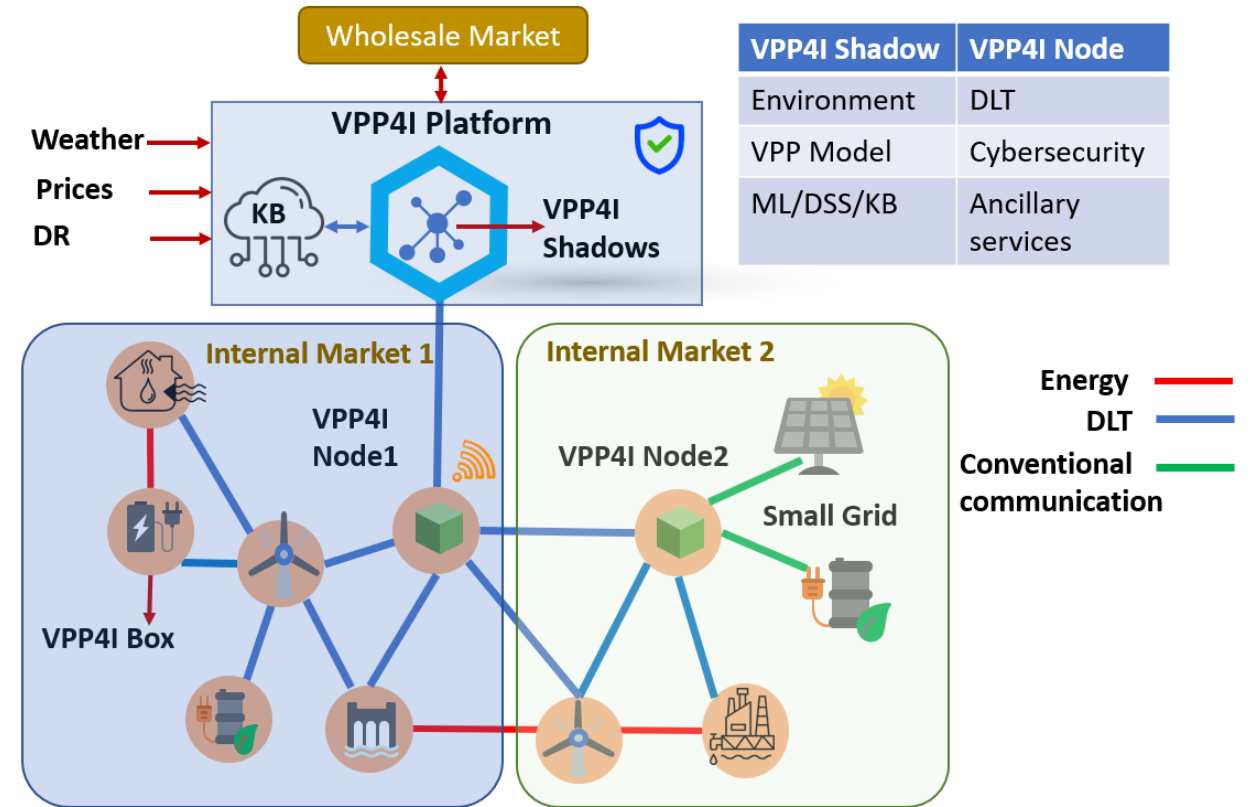 Wholesale Market
VPP4I Shadow VPP4I Node
Environment DLT
VPP Model Cybersecurity
ML/DSS/KB Ancillary
services
VPP4I Platform
Weather
Prices
DR
KB
VPP4I
Shadows
Internal Market 1
Internal Market 2
VPP4I
Node1
VPP4I Node2
Small Grid
VPP4I Box
Energy
DLT
Conventional
communication